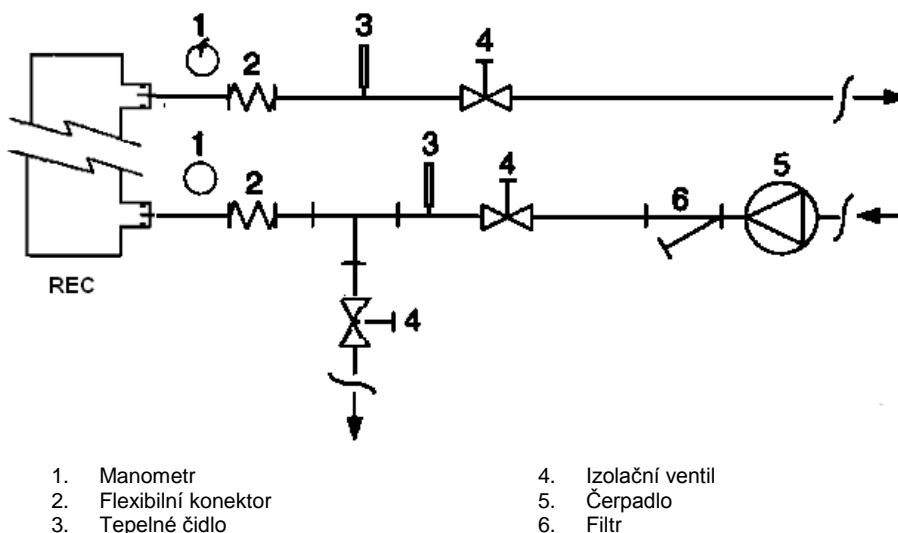 1
2
3
4
1
2
3
4
6
5
REC
4
1. Manometr
2. Flexibilní konektor
3. Tepelné čidlo
4. Izolační ventil
5. Čerpadlo
6. Filtr